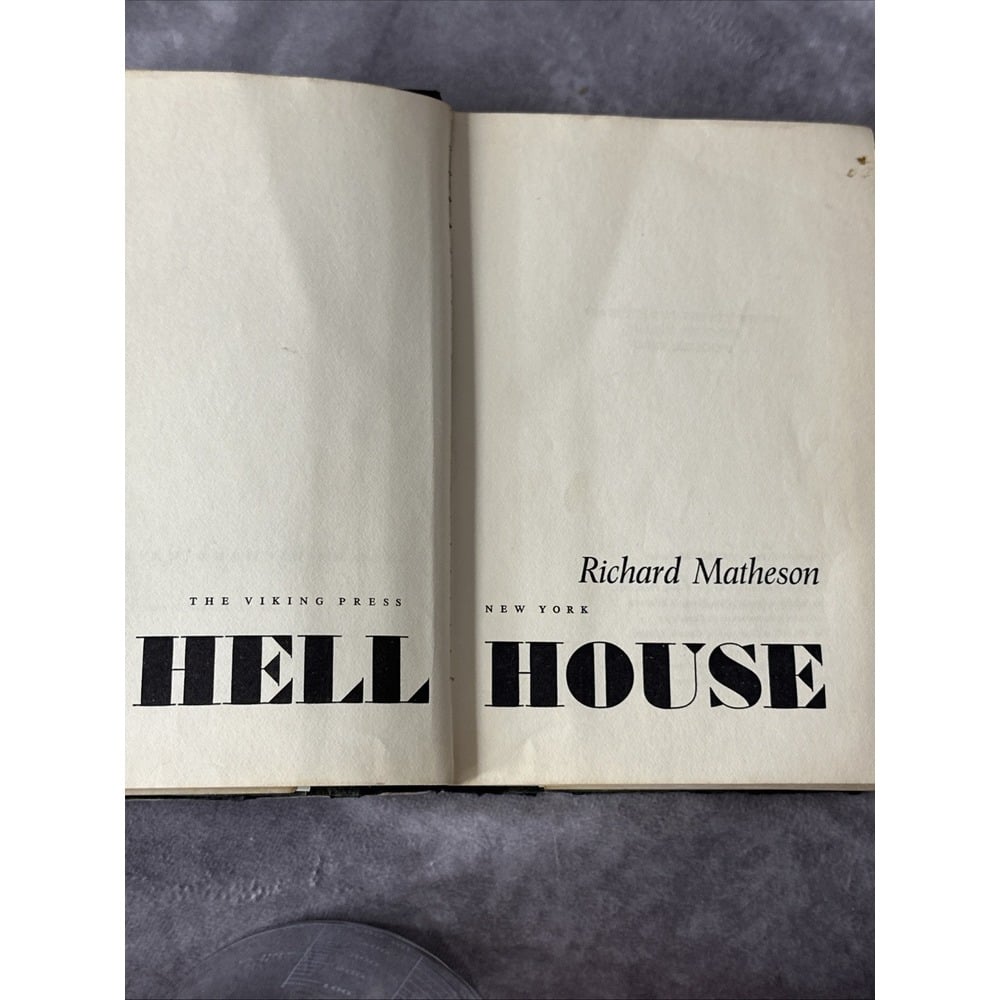 Richard Matheson
THE VIKING PRESS NEW YORK
HELL HOUSE